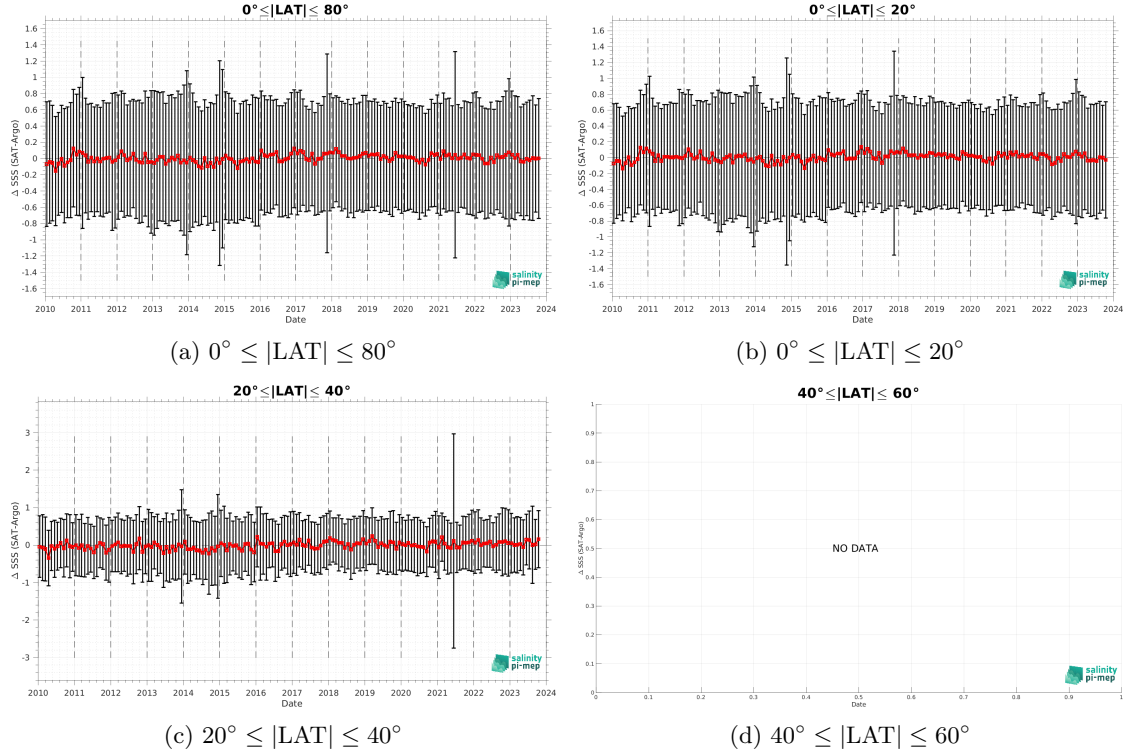 0°≤|LAT|≤ 80°
Δ SSS (SAT-Argo)
1.6
1.4
1.2
1
0.8
0.6
0.4
0.2
0
-0.2
-0.4
-0.6
-0.8
-1
-1.2
-1.4
-1.6
2010 2011 2012 2013 2014 2015 2016 2017 2018 2019 2020 2021 2022 2023 2024
Date
salinity
pi-mep
(a) 0° ≤ |LAT| ≤ 80°
0°≤|LAT|≤ 20°
Δ SSS (SAT-Argo)
1.6
1.4
1.2
1
0.8
0.6
0.4
0.2
0
-0.2
-0.4
-0.6
-0.8
-1
-1.2
-1.4
-1.6
2010 2011 2012 2013 2014 2015 2016 2017 2018 2019 2020 2021 2022 2023 2024
Date
salinity
pi-mep
(b) 0° ≤ |LAT| ≤ 20°
20°≤|LAT|≤ 40°
Δ SSS (SAT-Argo)
3
2
1
0
-1
-2
-3
2010 2011 2012 2013 2014 2015 2016 2017 2018 2019 2020 2021 2022 2023 2024
Date
salinity
pi-mep
(c) 20° ≤ |LAT| ≤ 40°
40°≤|LAT|≤ 60°
Δ SSS (SAT-Argo)
1
0.9
0.8
0.7
0.6
0.5
0.4
0.3
0.2
0.1
0
NO DATA
0 0.1 0.2 0.3 0.4 0.5 0.6 0.7 0.8 0.9 1
Date
salinity
pi-mep
(d) 40° ≤ |LAT| ≤ 60°